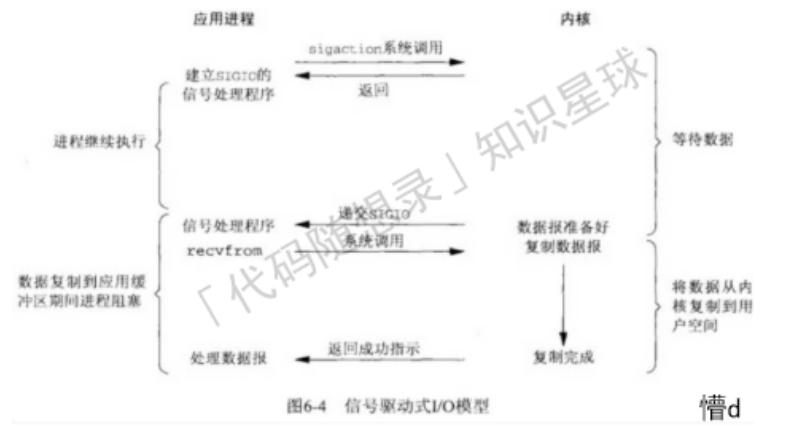 应用进程 内核
sigaction系统调用
建立SIGIO的
信号处理程序
返回
进程继续执行
等待数据
递交SIGIO
信号处理程序
系统调用
recvfrom
数据报准备好
复制数据报
数据复制到应用缓
冲区期间进程阻塞
将数据从内
核复制到用
户空间
返回成功指示
处理数据报
复制完成
图6-4 信号驱动式I/O模型
「代码随想录」知识星球
懵d